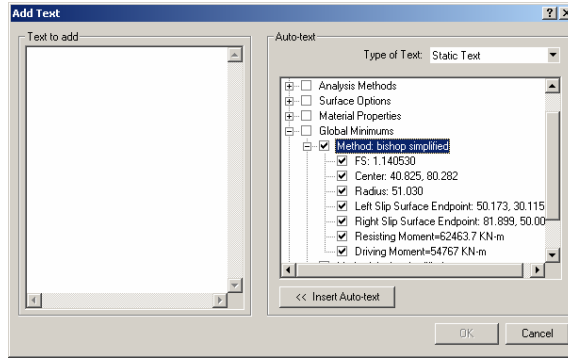 Add Text
Text to add
Auto-text
Type of Text: Static Text
Analysis Methods
Surface Options
Material Properties
Global Minimums
Method: bishop simplified
FS: 1.140530
Center: 40.825, 80.282
Radius: 51.030
Left Slip Surface Endpoint: 50.173, 30.115
Right Slip Surface Endpoint: 81.899, 50.00
Resisting Moment=62463.7 KN-m
Driving Moment=54767 KN-m
<< Insert Auto-text
OK
Cancel